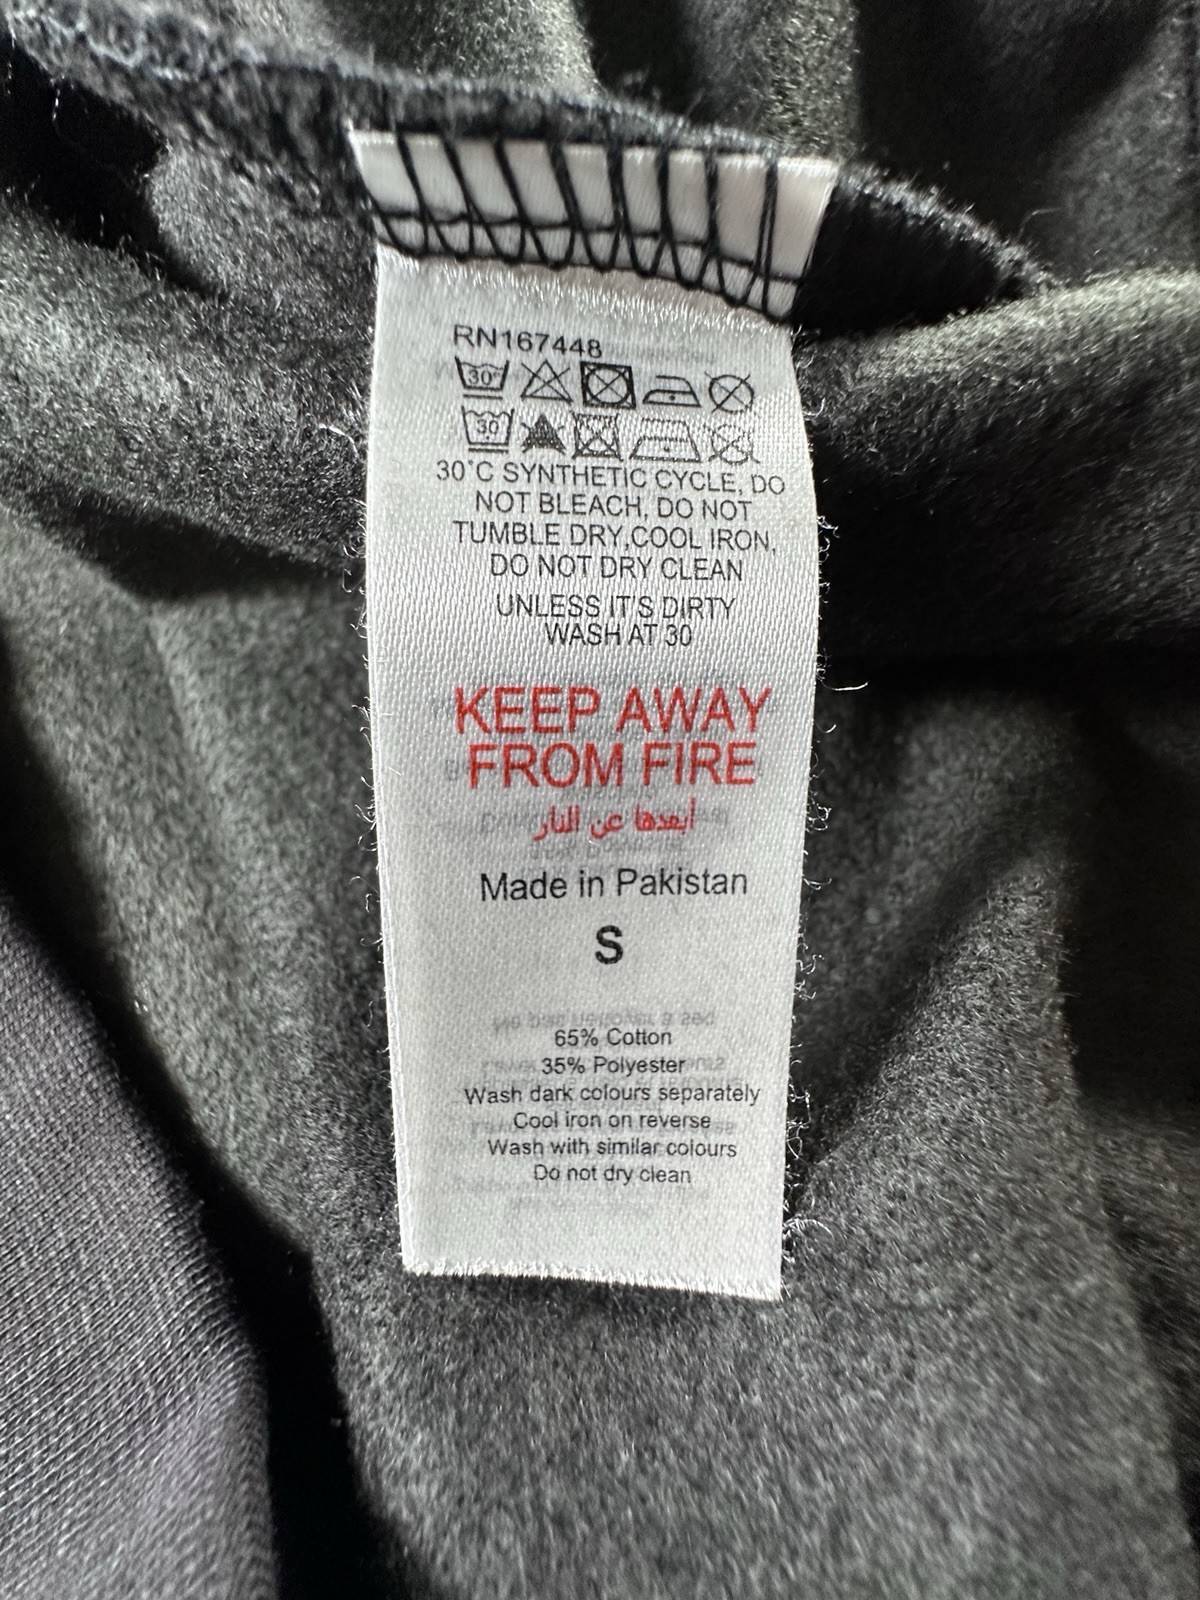 RN167448
30°
30
30°C SYNTHETIC CYCLE, DO
NOT BLEACH, DO NOT
TUMBLE DRY,COOL IRON,
DO NOT DRY CLEAN
UNLESS IT'S DIRTY
WASH AT 30
KEEP AWAY
FROM FIRE
أبعدها عن النار
Made in Pakistan
S
65% Cotton
35% Polyester
Wash dark colours separately
Cool iron on reverse
Wash with similar colours
Do not dry clean